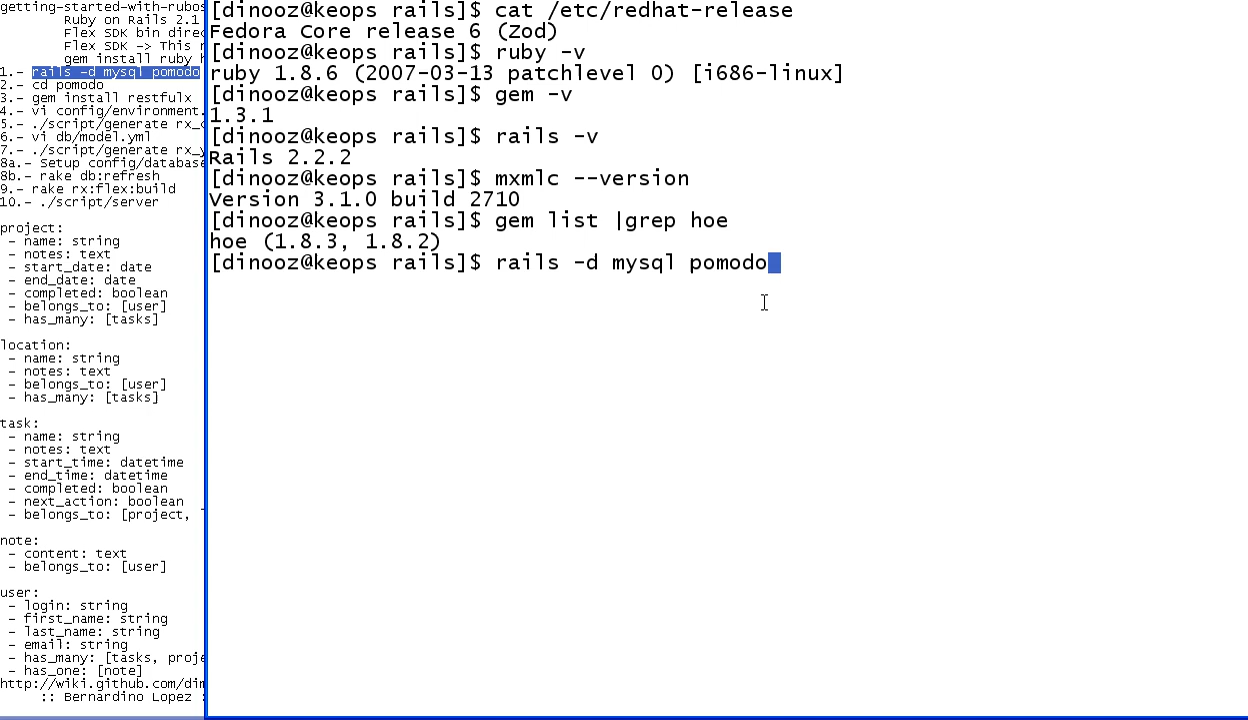 getting-started-with-rubos
Ruby on Rails 2.1
Flex SDK bin direc
Flex SDK -> This r
gem install ruby h
1.- rails -d mysql pomodo
2.- cd pomodo
3.- gem install restfulx
4.- vi config/environment.
5.- ./script/generate rx_c
6.- vi db/model.yml
7.- ./script/generate rx_y
8a.- Setup config/database
8b.- rake db:refresh
9.- rake rx:flex:build
10.- ./script/server
project:
- name: string
- notes: text
- start_date: date
- end_date: date
- completed: boolean
- belongs_to: [user]
- has_many: [tasks]
location:
- name: string
- notes: text
- belongs_to: [user]
- has_many: [tasks]
task:
- name: string
- notes: text
- start_time: datetime
- end_time: datetime
- completed: boolean
- next_action: boolean
- belongs_to: [project,
note:
- content: text
- belongs_to: [user]
user:
- login: string
- first_name: string
- last_name: string
- email: string
- has_many: [tasks, proje
- has_one: [note]
http://wiki.github.com/dim
:: Bernardino Lopez :
[dinooz@keops rails]$ cat /etc/redhat-release
Fedora Core release 6 (Zod)
[dinooz@keops rails]$ ruby -v
ruby 1.8.6 (2007-03-13 patchlevel 0) [i686-linux]
[dinooz@keops rails]$ gem -v
1.3.1
[dinooz@keops rails]$ rails -v
Rails 2.2.2
[dinooz@keops rails]$ mxmlc --version
Version 3.1.0 build 2710
[dinooz@keops rails]$ gem list |grep hoe
hoe (1.8.3, 1.8.2)
[dinooz@keops rails]$ rails -d mysql pomodo